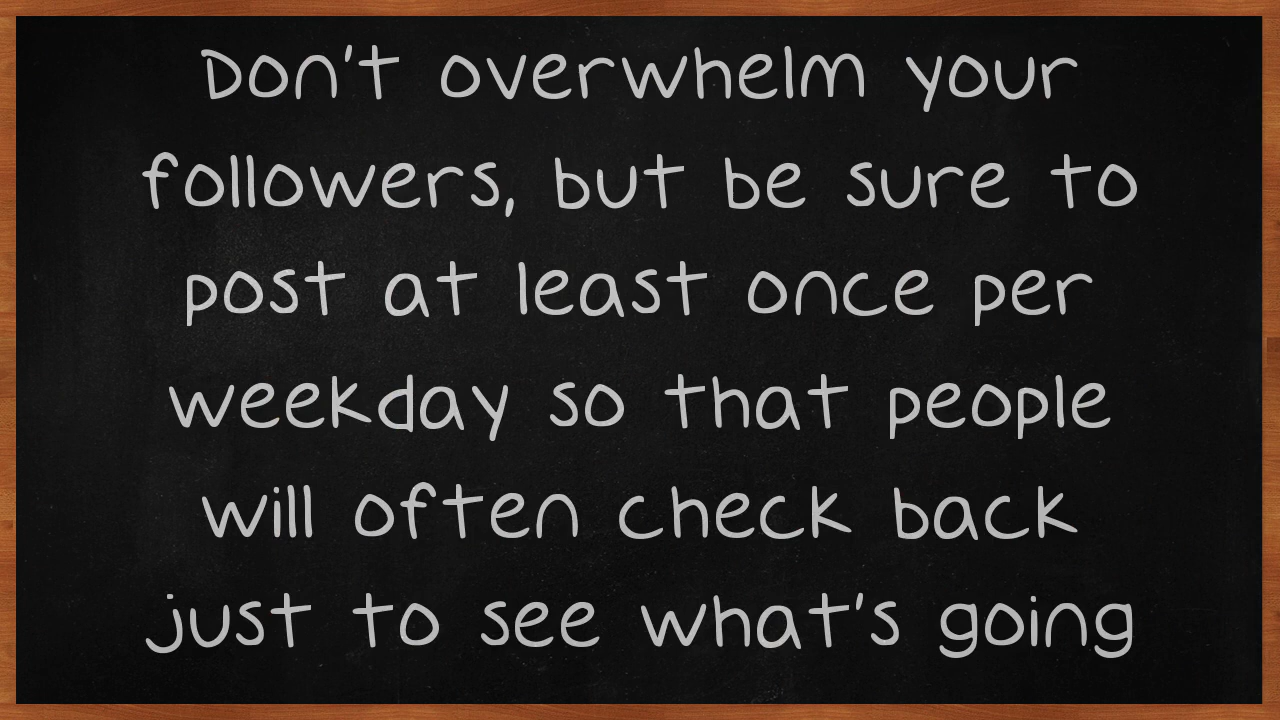 Don't overwhelm your
followers, but be sure to
post at least once per
weekday so that people
will often check back
just to see what's going